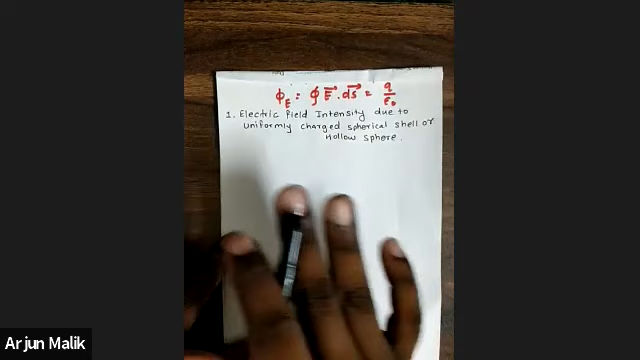 ϕE = ∮ E⃗ . ds⃗ = q/ε₀
1. Electric field Intensity due to
uniformly charged spherical shell or
Hollow sphere.
Arjun Malik